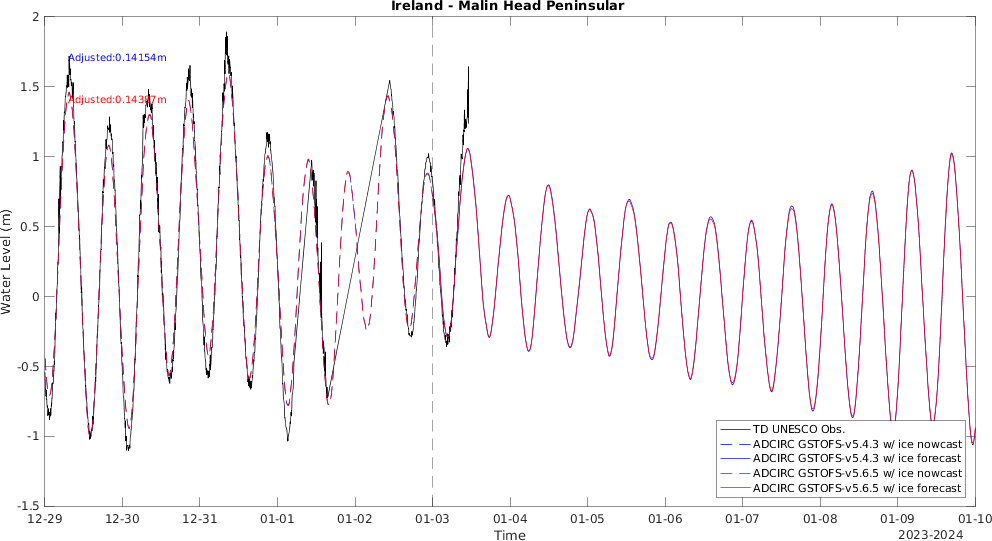 Ireland - Malin Head Peninsular
Adjusted:0.14154m
Water Level (m)
2
1.5
1
0.5
0
-0.5
-1
-1.5
TD UNESCO Obs.
ADCIRC GSTOFS-v5.4.3 w/ ice nowcast
ADCIRC GSTOFS-v5.4.3 w/ ice forecast
ADCIRC GSTOFS-v5.6.5 w/ ice nowcast
ADCIRC GSTOFS-v5.6.5 w/ ice forecast
12-29 12-30 12-31 01-01 01-02 01-03 01-04 01-05 01-06 01-07 01-08 01-09 01-10
Time
2023-2024